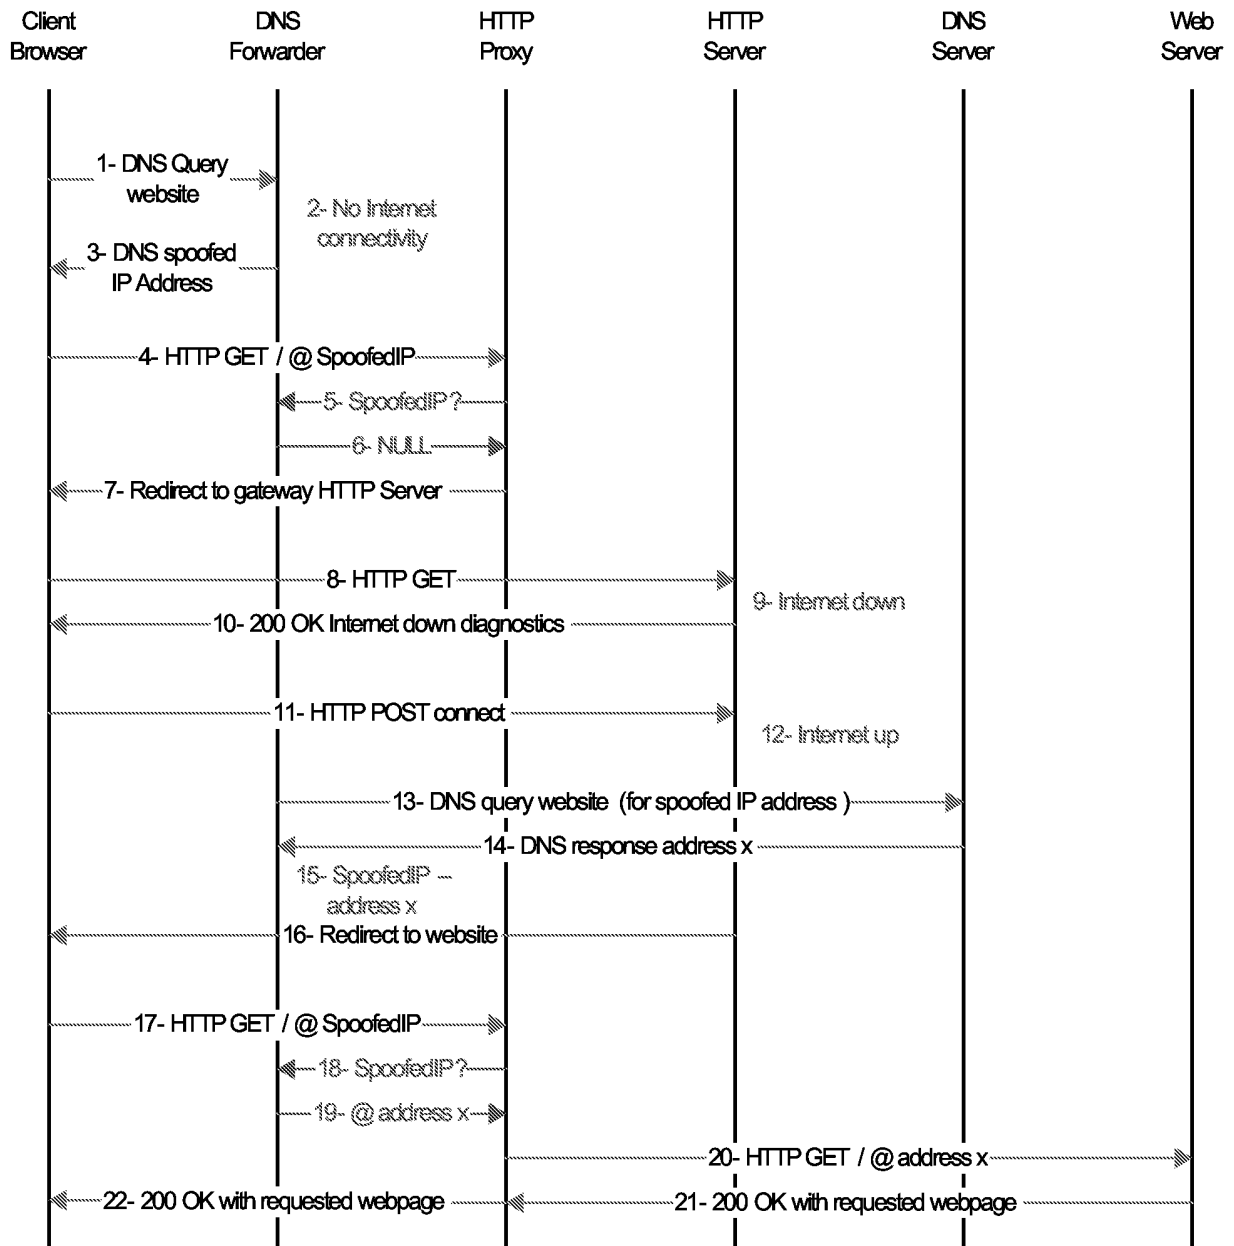 Client
Browser
DNS
Forwarder
HTTP
Proxy
HTTP
Server
DNS
Server
Web
Server
1- DNS Query
website
2- No Internet
connectivity
3- DNS spoofed
IP Address
4- HTTP GET / @ SpoofedIP
5- SpoofedIP?
6- NULL
7- Redirect to gateway HTTP Server
8- HTTP GET
9- Internet down
10- 200 OK Internet down diagnostics
11- HTTP POST connect
12- Internet up
13- DNS query website (for spoofed IP address )
14- DNS response address x
15- SpoofedIP –
address x
16- Redirect to website
17- HTTP GET / @ SpoofedIP
18- SpoofedIP?
19- @ address x
20- HTTP GET / @ address x
22- 200 OK with requested webpage
21- 200 OK with requested webpage